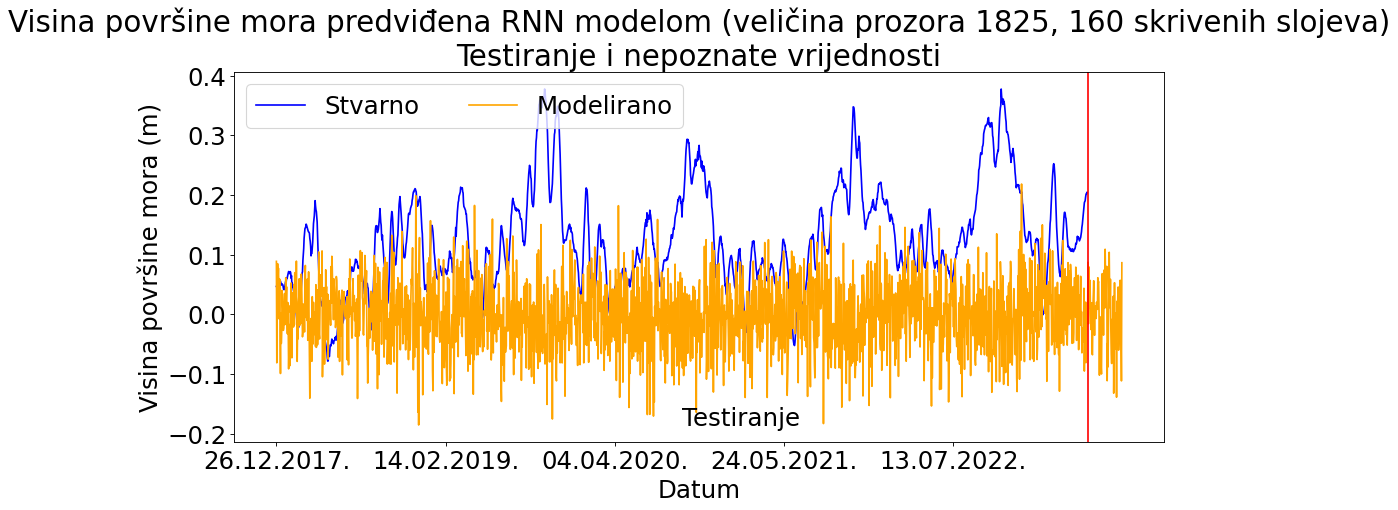 Visina površine mora predviđena RNN modelom (veličina prozora 1825, 160 skrivenih slojeva)
Testiranje i nepoznate vrijednosti
Stvarno Modelirano
Visina površine mora (m)
0.4
0.3
0.2
0.1
0.0
−0.1
−0.2
Testiranje
26.12.2017. 14.02.2019. 04.04.2020. 24.05.2021. 13.07.2022.
Datum